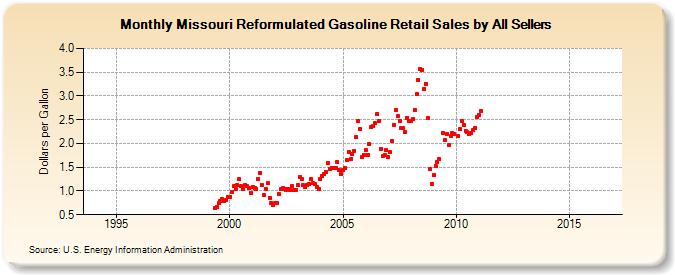 Monthly Missouri Reformulated Gasoline Retail Sales by All Sellers
Dollars per Gallon
4.0
3.5
3.0
2.5
2.0
1.5
1.0
0.5
1995 2000 2005 2010 2015
Source: U.S. Energy Information Administration